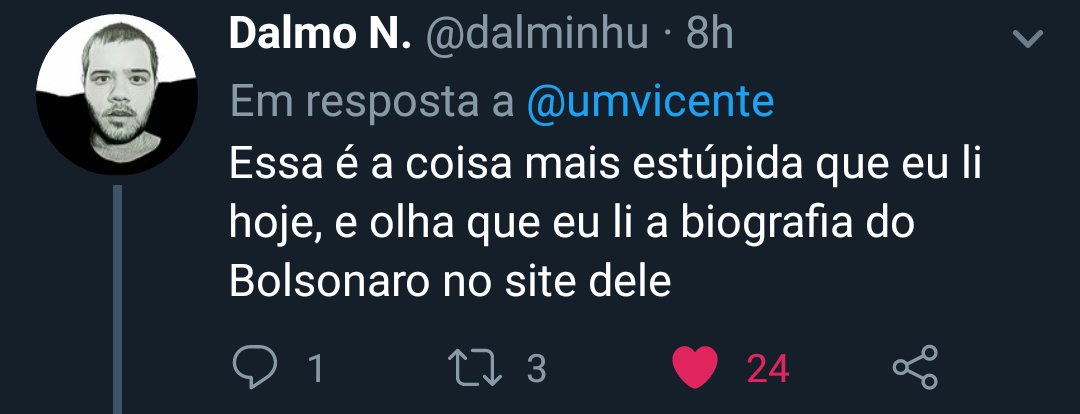 Dalmo N. @dalminhu · 8h
Em resposta a @umvicente
Essa é a coisa mais estúpida que eu li
hoje, e olha que eu li a biografia do
Bolsonaro no site dele
1 3 24